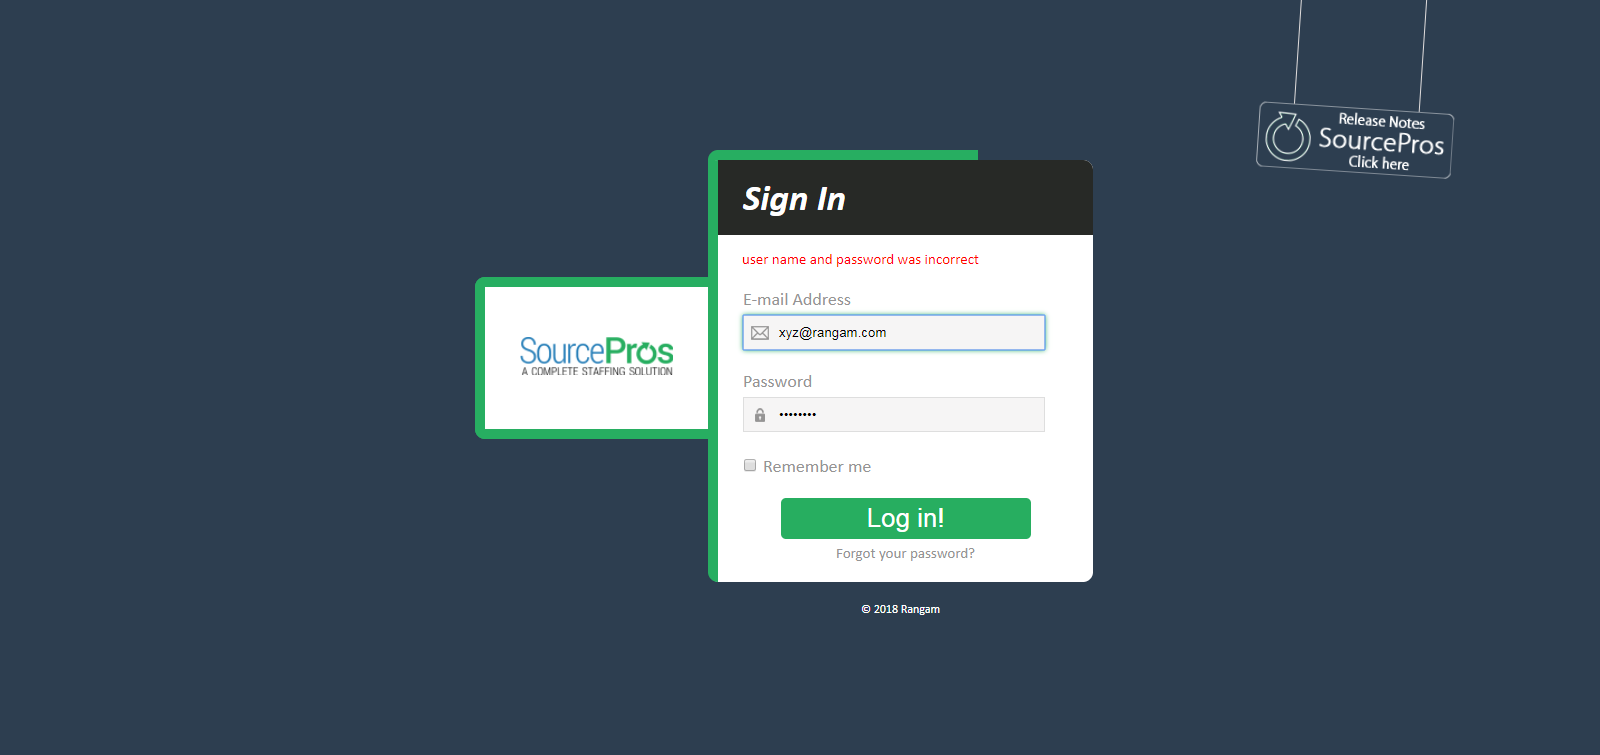 Release Notes
SourcePros
Click here
Sign In
user name and password was incorrect
E-mail Address
xyz@rangam.com
SourcePros
A COMPLETE STAFFING SOLUTION
Password
••••••••
Remember me
Log in!
Forgot your password?
© 2018 Rangam